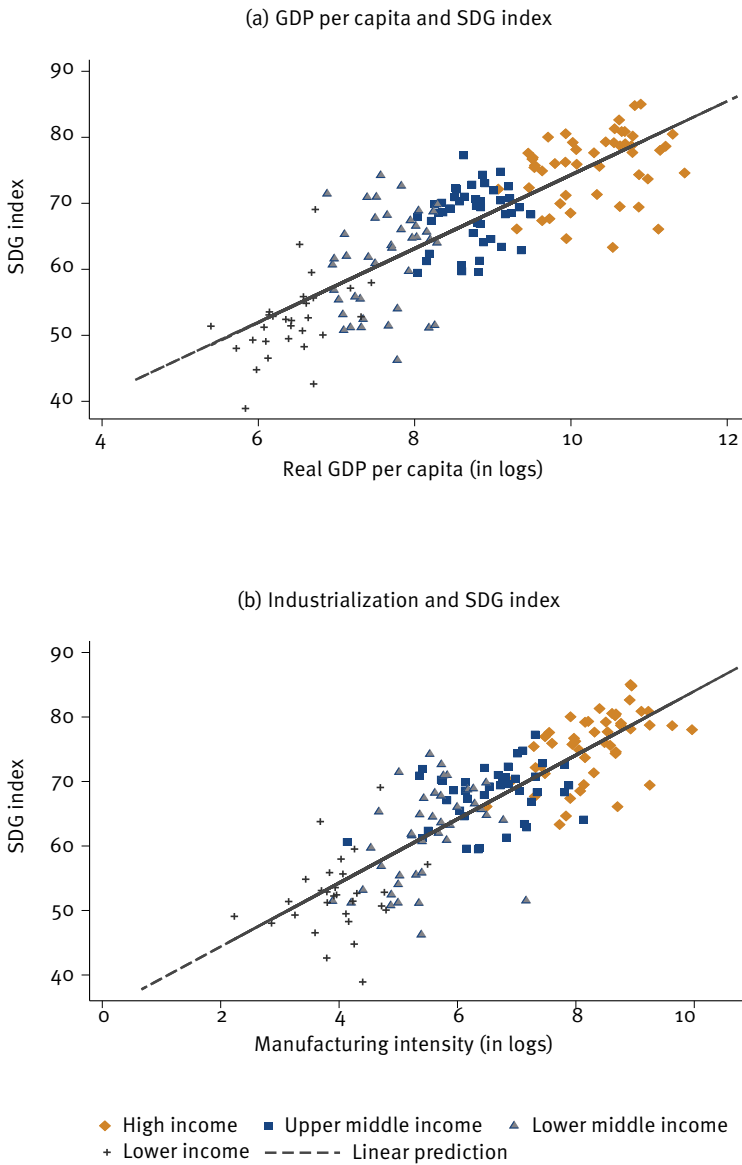 (a) GDP per capita and SDG index
90
80
70
60
50
40
SDG index
4 6 8 10 12
Real GDP per capita (in logs)
(b) Industrialization and SDG index
90
80
70
60
50
40
SDG index
0 2 4 6 8 10
Manufacturing intensity (in logs)
High income Upper middle income Lower middle income
Lower income Linear prediction